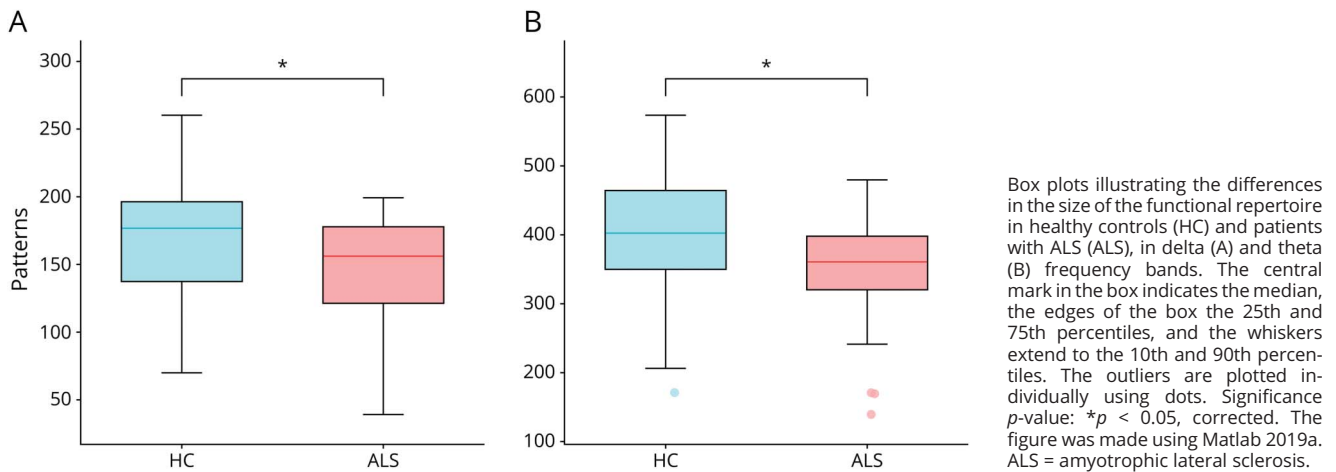 A
B
300
250
200
150
100
50
Patterns
*
HC
ALS
600
500
400
300
200
100
*
HC
ALS
Box plots illustrating the differences
in the size of the functional repertoire
in healthy controls (HC) and patients
with ALS (ALS), in delta (A) and theta
(B) frequency bands. The central
mark in the box indicates the median,
the edges of the box the 25th and
75th percentiles, and the whiskers
extend to the 10th and 90th percen-
tiles. The outliers are plotted in-
dividually using dots. Significance
p-value: *p < 0.05, corrected. The
figure was made using Matlab 2019a.
ALS = amyotrophic lateral sclerosis.